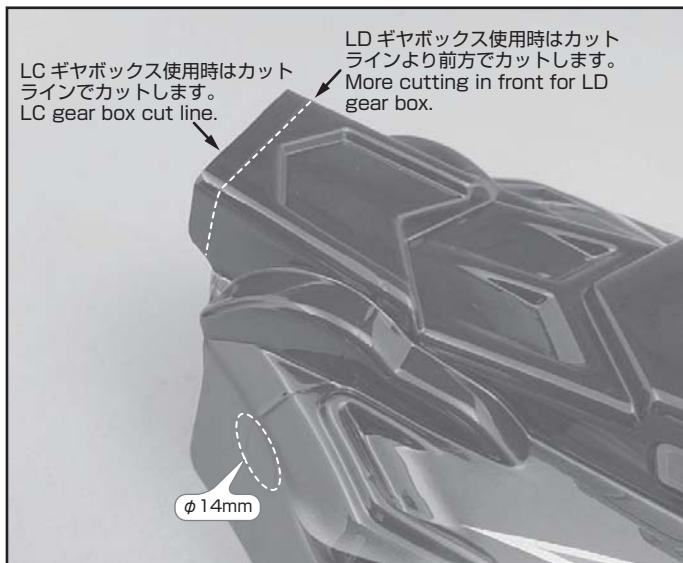 LC ギヤボックス使用時はカット
ラインでカットします。
LC gear box cut line.
LD ギヤボックス使用時はカット
ラインより前方でカットします。
More cutting in front for LD
gear box.
φ14mm